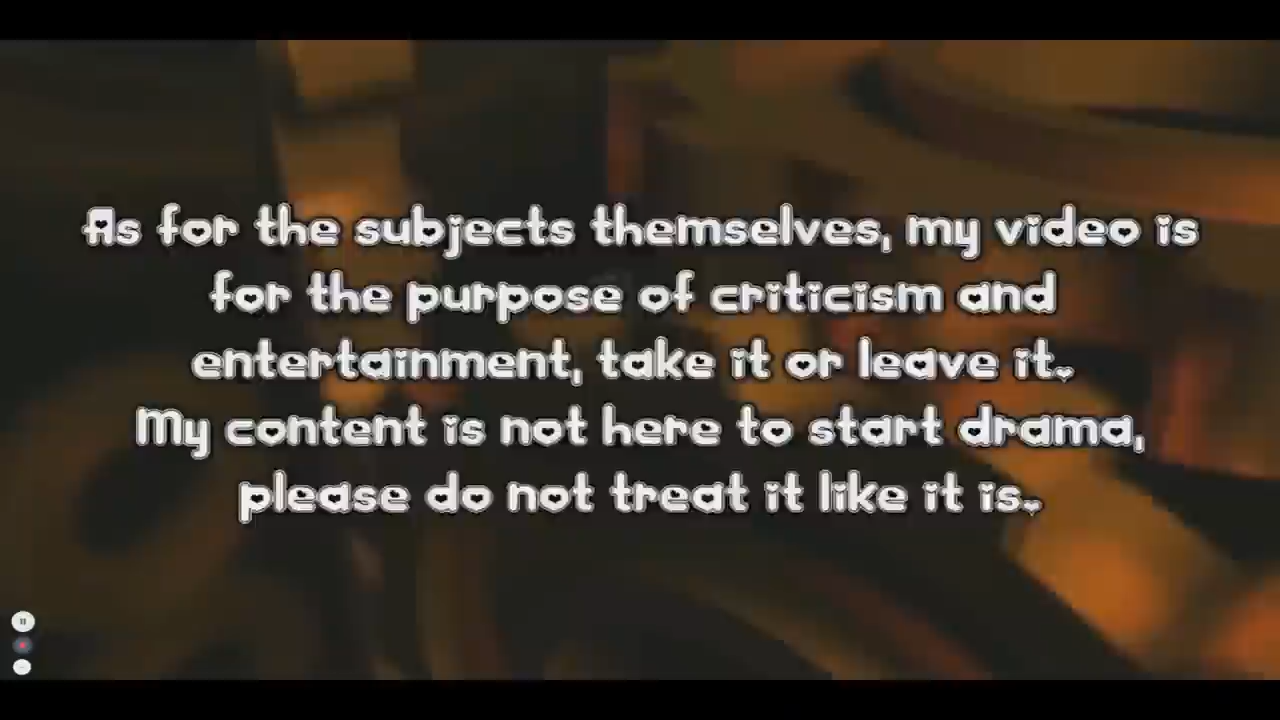 As for the subjects themselves, my video is
for the purpose of criticism and
entertainment, take it or leave it.
My content is not here to start drama,
please do not treat it like it is.